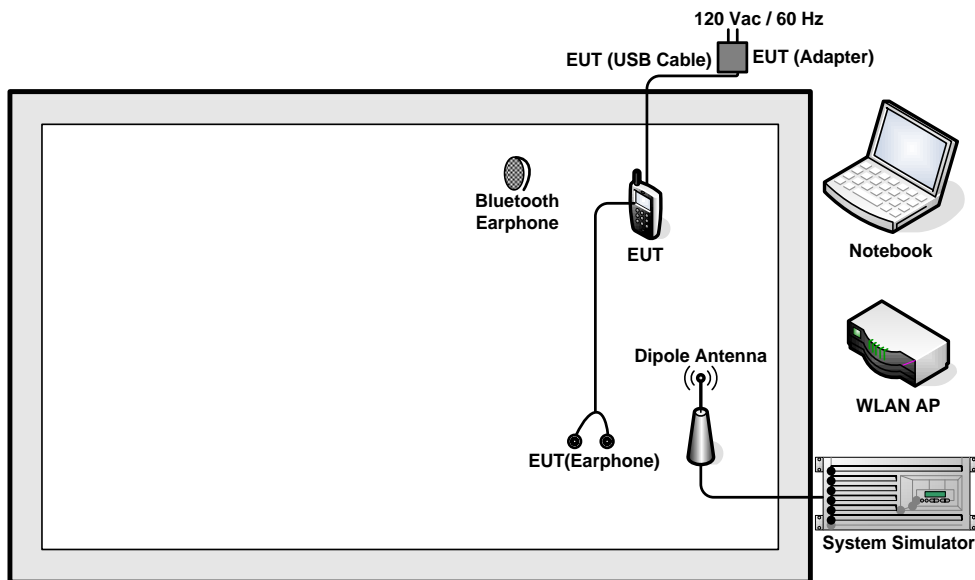 120 Vac / 60 Hz
EUT (USB Cable)
EUT (Adapter)
Bluetooth
Earphone
EUT
Notebook
Dipole Antenna
WLAN AP
EUT(Earphone)
System Simulator